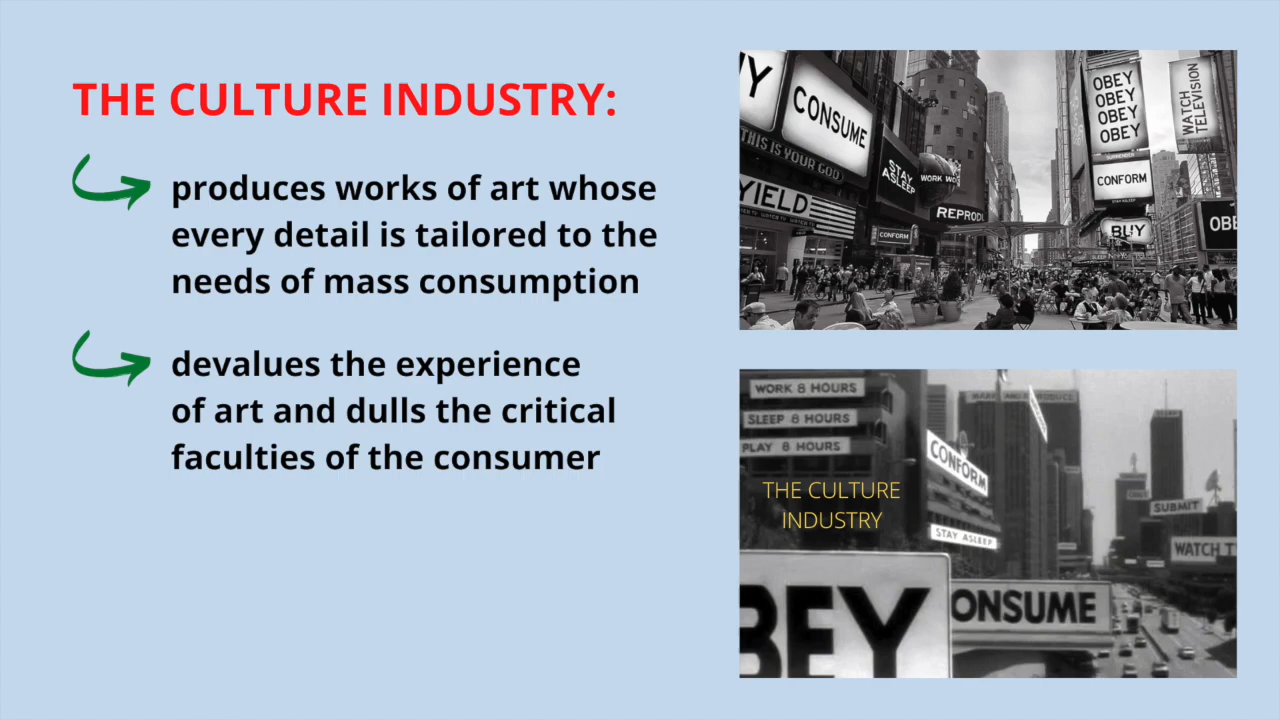 THE CULTURE INDUSTRY:
produces works of art whose
every detail is tailored to the
needs of mass consumption
devalues the experience
of art and dulls the critical
faculties of the consumer
Y
CONSUME
THIS IS YOUR GOD
STAY
ASLEEP
WORK
YIELD
REPRODU
CONFORM
OBEY
OBEY
OBEY
OBEY
WATCH
TELEVISION
CONFORM
STAY ASLEEP
BUY
OBE
WORK 8 HOURS
SLEEP 8 HOURS
PLAY 8 HOURS
CONFORM
STAY ASLEEP
SUBMIT
WATCH T
THE CULTURE
INDUSTRY
BEY
ONSUME